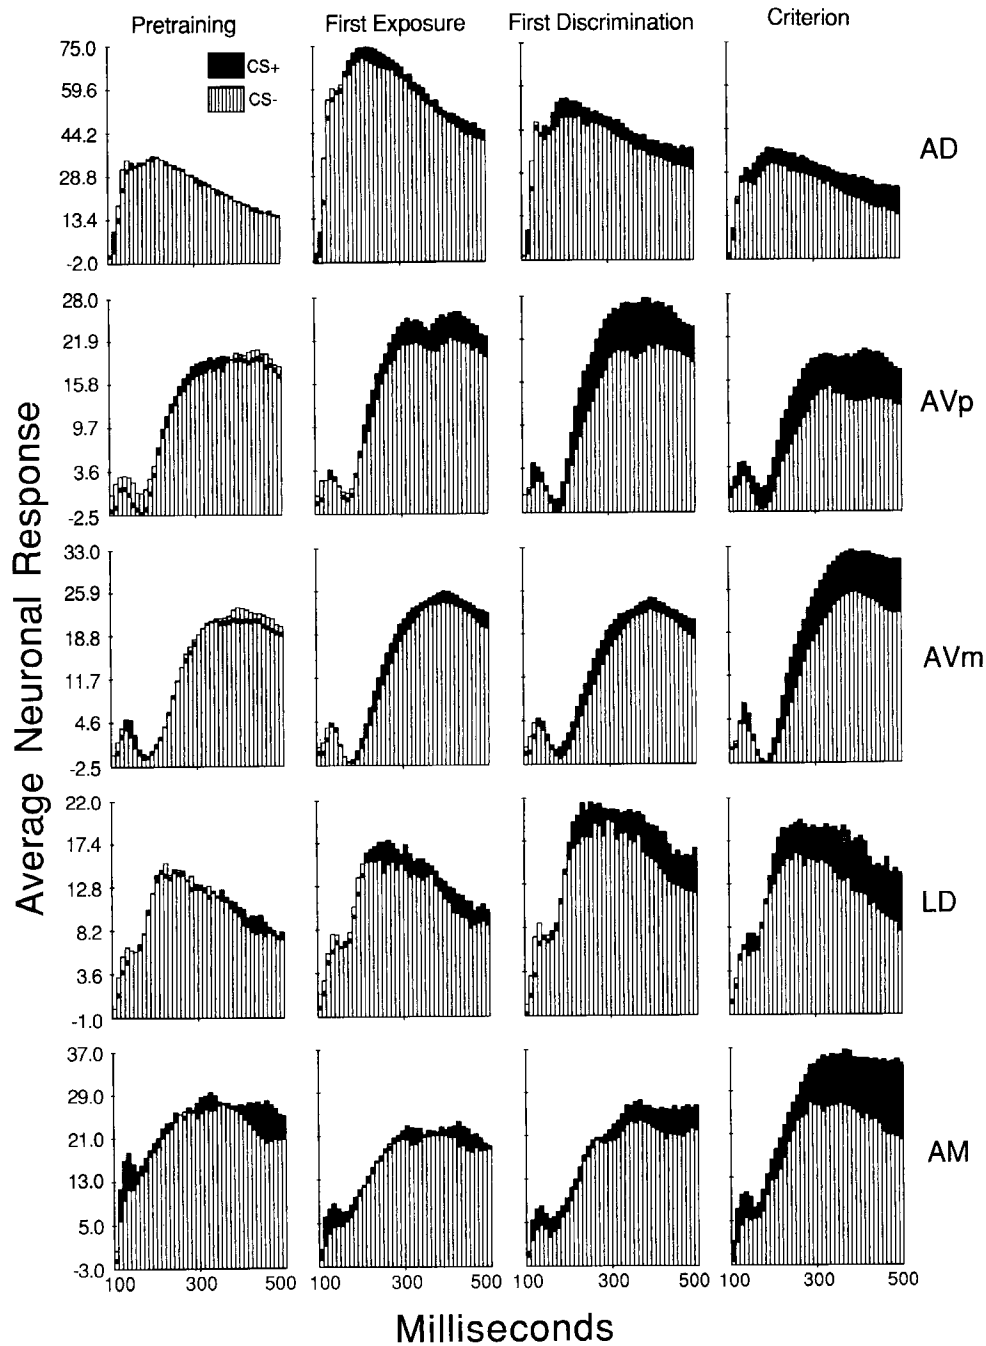 Pretraining First Exposure First Discrimination Criterion
CS+
CS-
75.0
59.6
44.2
28.8
13.4
-2.0
AD
28.0
21.9
15.8
9.7
3.6
-2.5
AVp
33.0
25.9
18.8
11.7
4.6
-2.5
AVm
22.0
17.4
12.8
8.2
3.6
-1.0
LD
37.0
29.0
21.0
13.0
5.0
-3.0
AM
100 300 500 100 300 500 100 300 500 100 300 500
Average Neuronal Response
Milliseconds